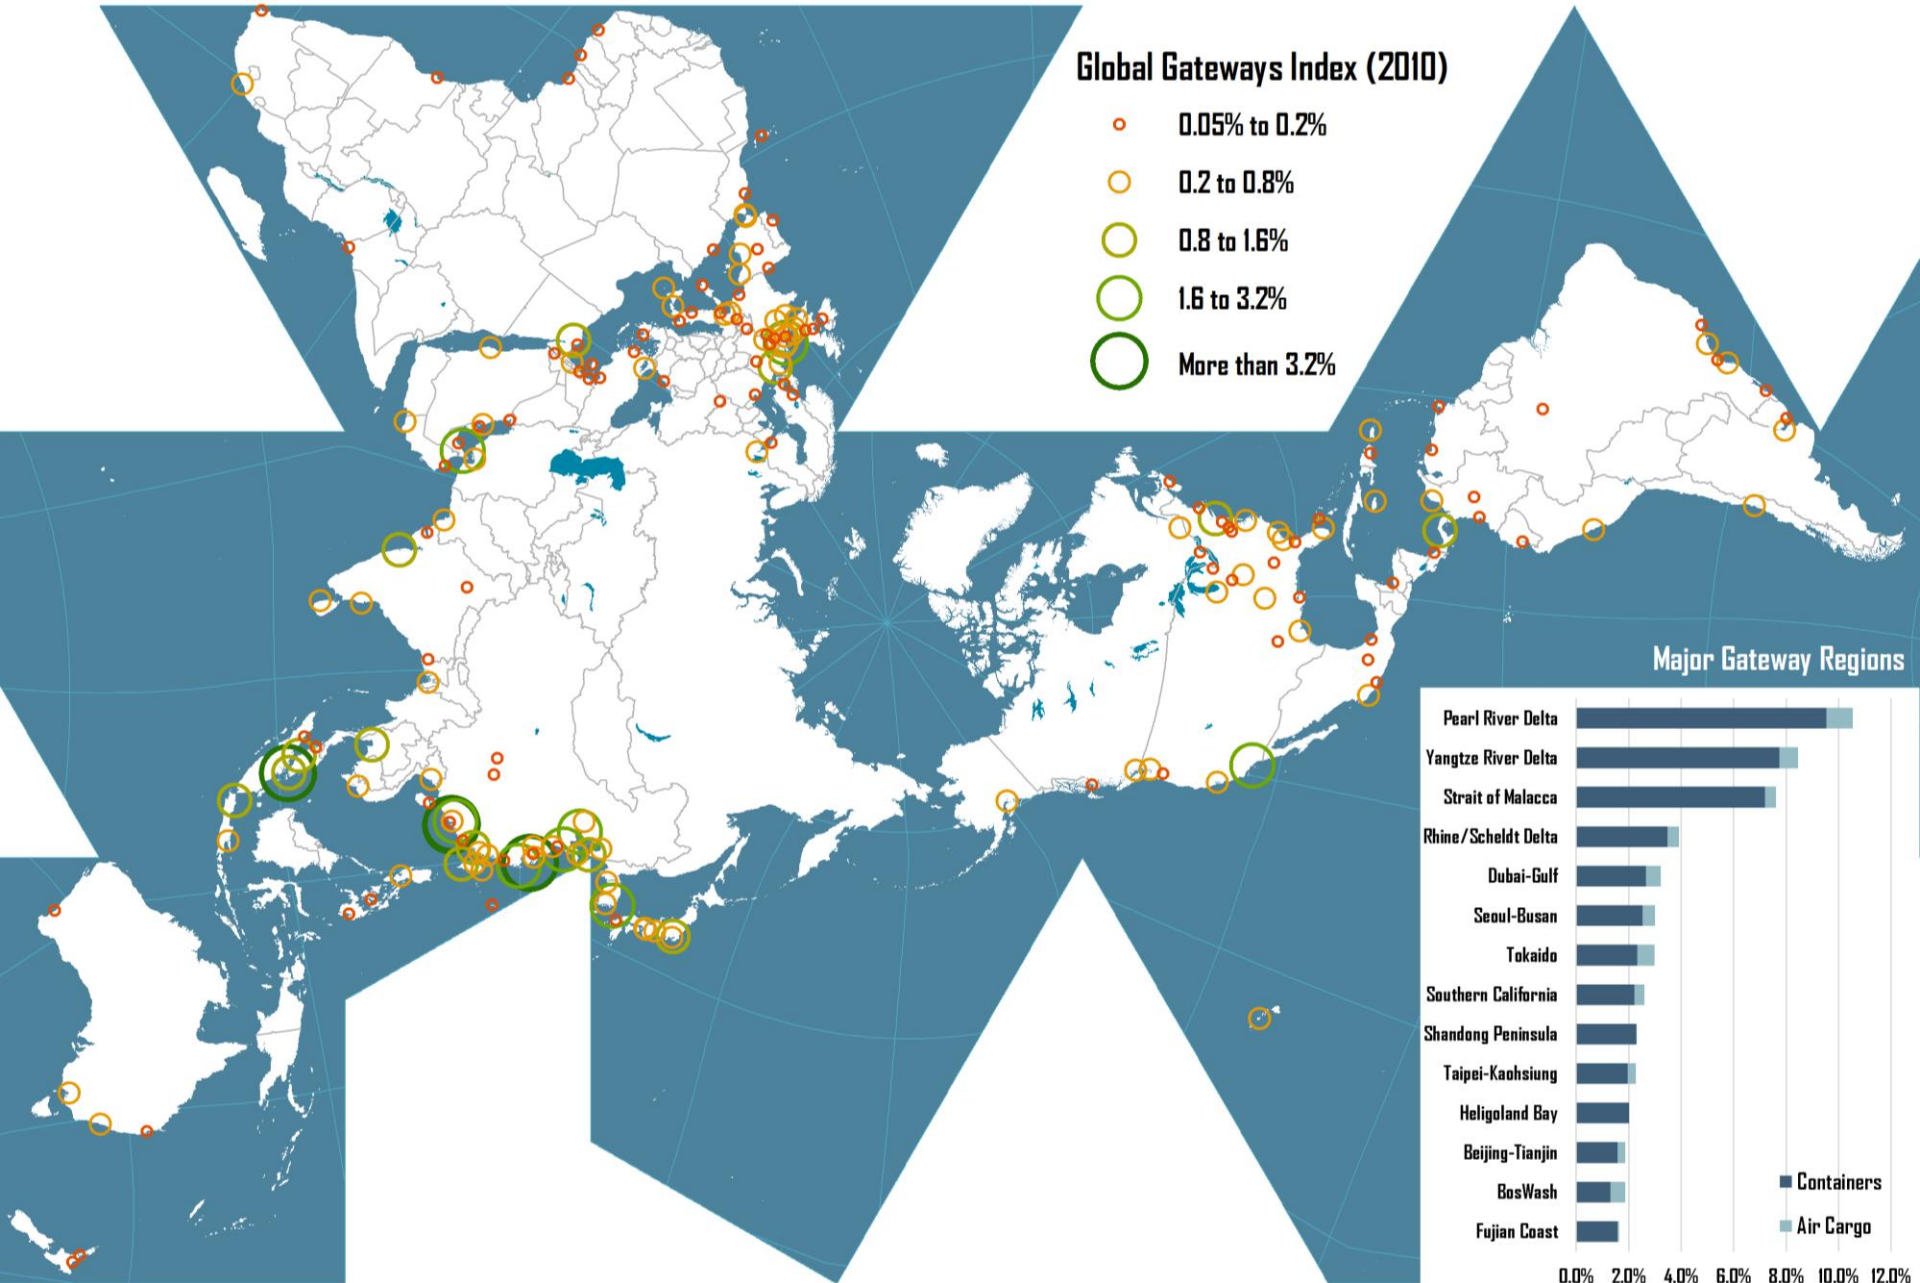 Global Gateways Index (2010)
0.05% to 0.2%
0.2 to 0.8%
0.8 to 1.6%
1.6 to 3.2%
More than 3.2%
Major Gateway Regions
Pearl River Delta
Yangtze River Delta
Strait of Malacca
Rhine/Scheldt Delta
Dubai-Gulf
Seoul-Busan
Tokaido
Southern California
Shandong Peninsula
Taipei-Kaohsiung
Heligoland Bay
Beijing-Tianjin
BosWash
Fujian Coast
Containers
Air Cargo
0.0% 2.0% 4.0% 6.0% 8.0% 10.0% 12.0%